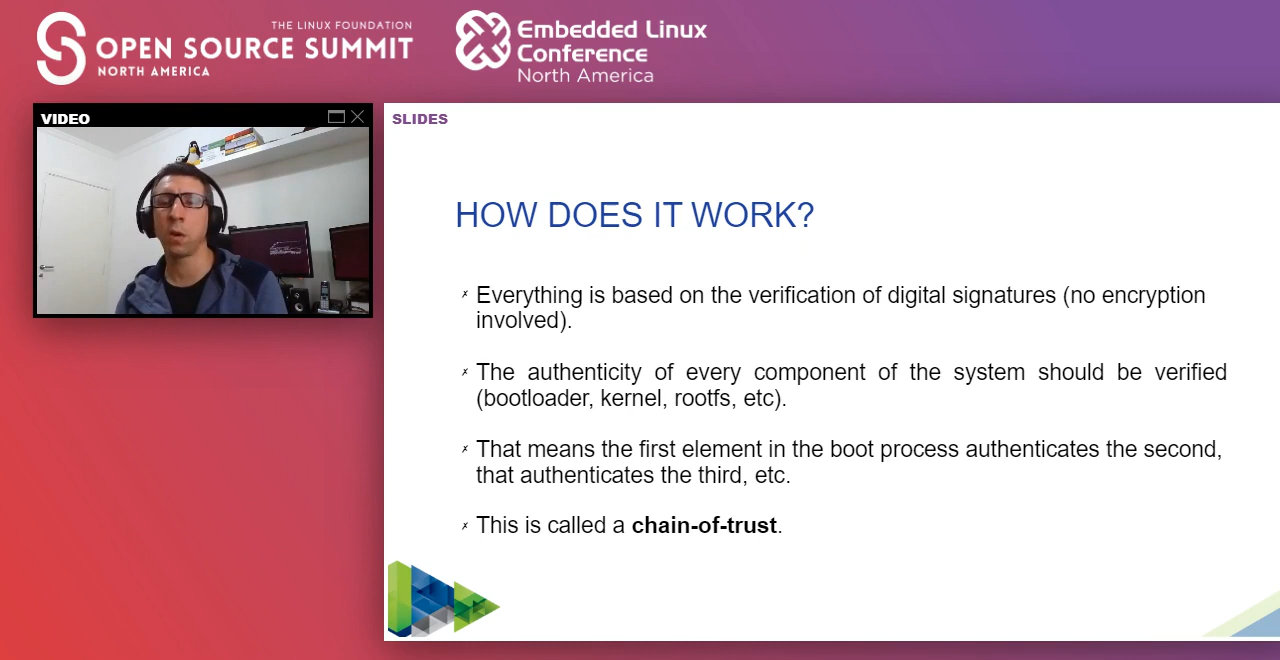 THE LINUX FOUNDATION
OPEN SOURCE SUMMIT
NORTH AMERICA
Embedded Linux
Conference
North America
VIDEO
SLIDES
HOW DOES IT WORK?
✗ Everything is based on the verification of digital signatures (no encryption
involved).
✗ The authenticity of every component of the system should be verified
(bootloader, kernel, rootfs, etc).
✗ That means the first element in the boot process authenticates the second,
that authenticates the third, etc.
✗ This is called a chain-of-trust.